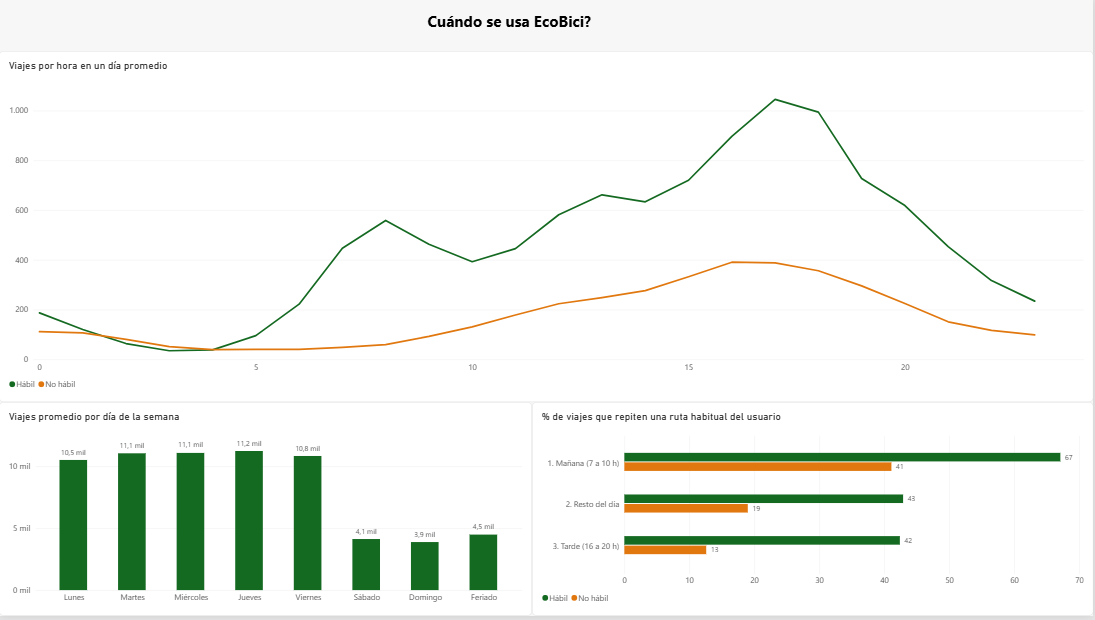 Cuándo se usa EcoBici?
Viajes por hora en un día promedio
1.000
800
600
400
200
0
0 5 10 15 20
Hábil No hábil
Viajes promedio por día de la semana
10 mil
5 mil
0 mil
10,5 mil
11,1 mil
11,1 mil
11,2 mil
10,8 mil
4,1 mil
3,9 mil
4,5 mil
Lunes Martes Miércoles Jueves Viernes Sábado Domingo Feriado
% de viajes que repiten una ruta habitual del usuario
1. Mañana (7 a 10 h) 67
41
2. Resto del día 43
19
3. Tarde (16 a 20 h) 42
13
0 10 20 30 40 50 60 70
Hábil No hábil